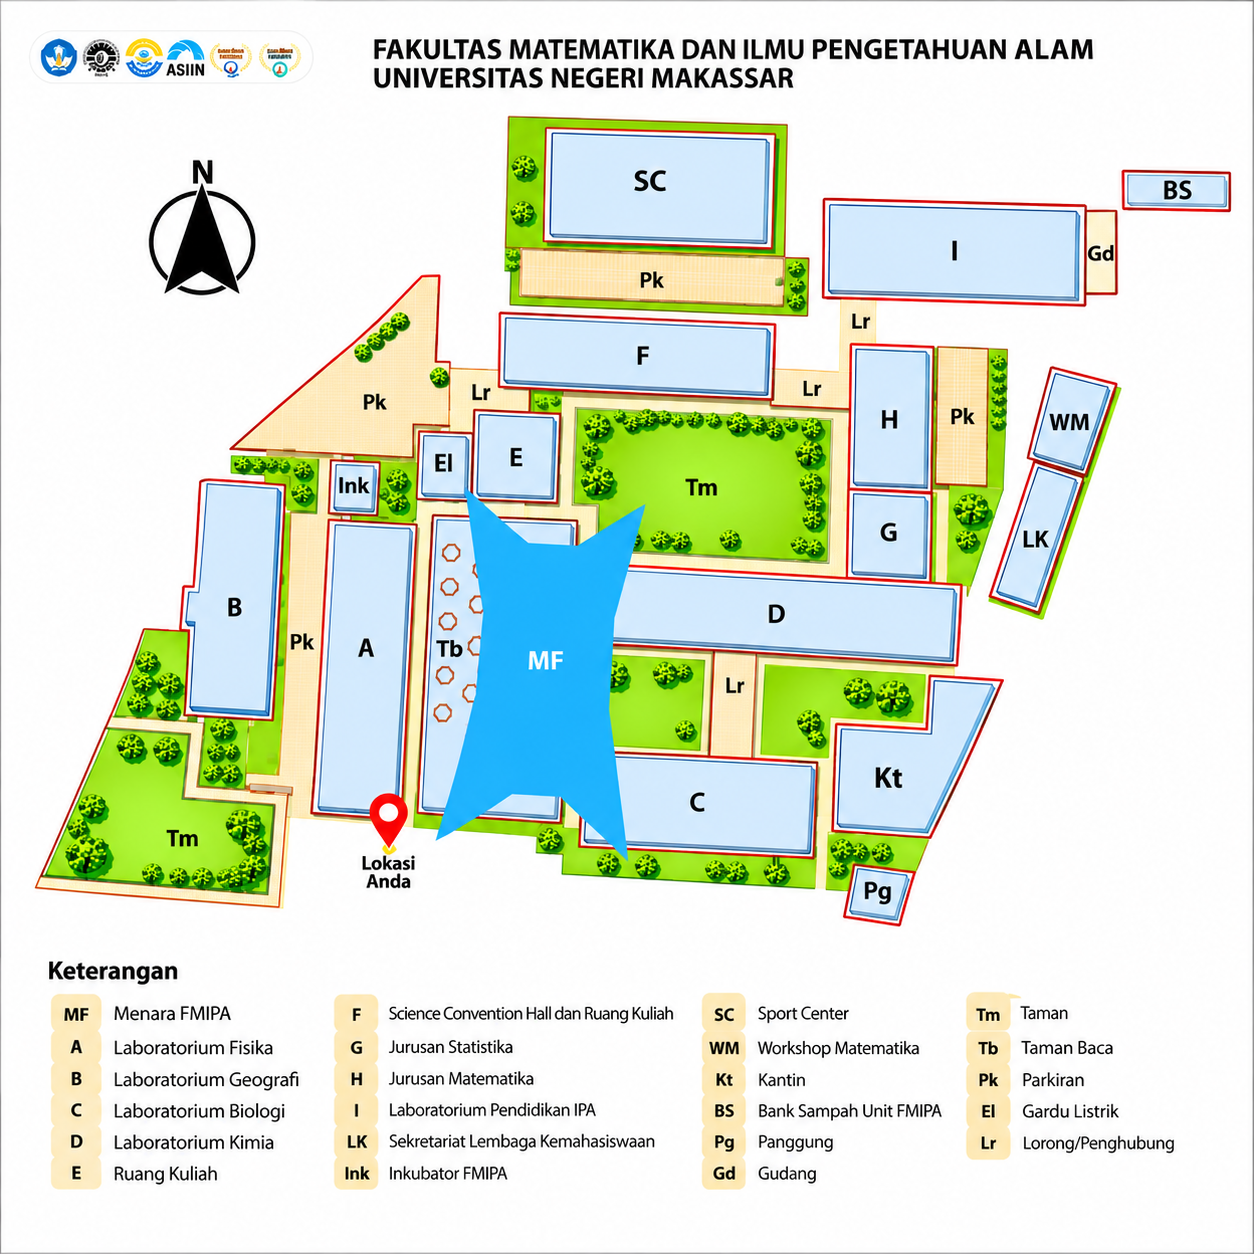 ASIIN
FAKULTAS MATEMATIKA DAN ILMU PENGETAHUAN ALAM
UNIVERSITAS NEGERI MAKASSAR
N
SC
BS
I
Gd
Pk
Lr
F
Lr
Lr
Pk
H
Pk
WM
El
E
Ink
Tm
G
LK
B
Pk
A
Tb
MF
D
Lr
Kt
C
Tm
Lokasi
Anda
Pg
Keterangan
MF Menara FMIPA
A Laboratorium Fisika
B Laboratorium Geografi
C Laboratorium Biologi
D Laboratorium Kimia
E Ruang Kuliah
F Science Convention Hall dan Ruang Kuliah
G Jurusan Statistika
H Jurusan Matematika
I Laboratorium Pendidikan IPA
LK Sekretariat Lembaga Kemahasiswaan
Ink Inkubator FMIPA
SC Sport Center
WM Workshop Matematika
Kt Kantin
BS Bank Sampah Unit FMIPA
Pg Panggung
Gd Gudang
Tm Taman
Tb Taman Baca
Pk Parkiran
El Gardu Listrik
Lr Lorong/Penghubung